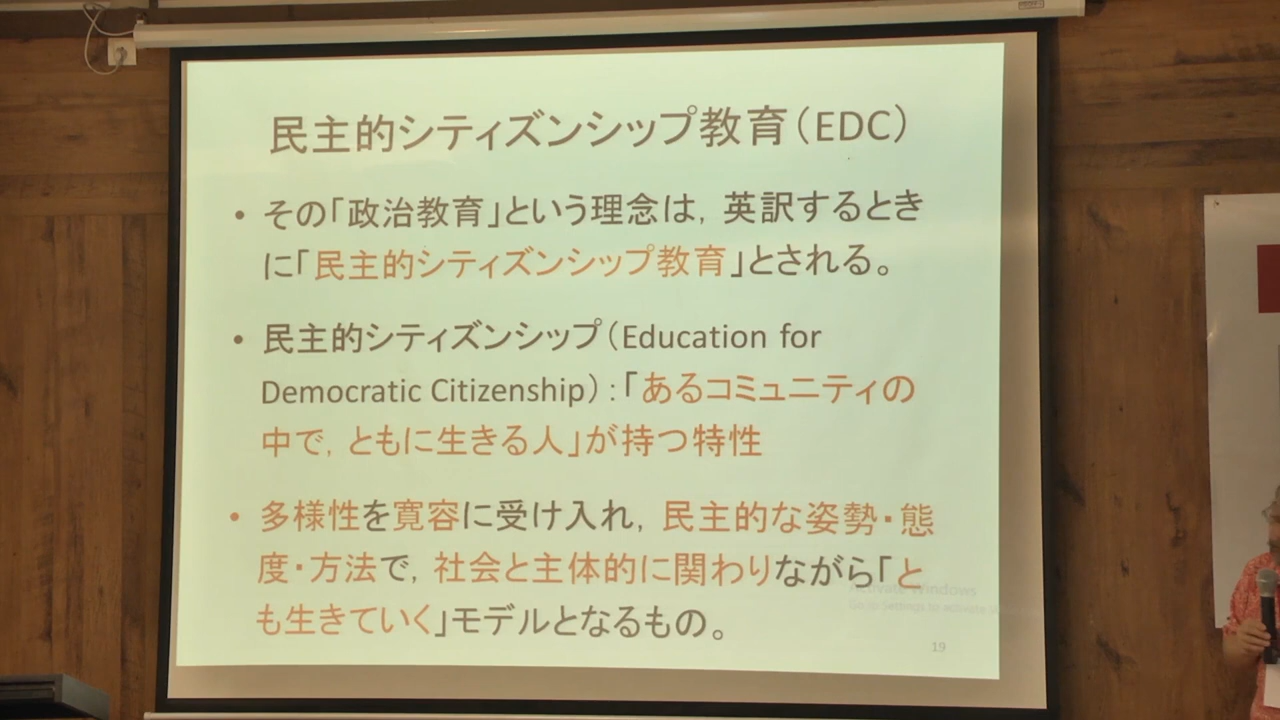 民主的シティズンシップ教育（EDC）
• その「政治教育」という理念は，英訳するとき
に「民主的シティズンシップ教育」とされる。
• 民主的シティズンシップ（Education for
Democratic Citizenship）：「あるコミュニティの
中で，ともに生きる人」が持つ特性
• 多様性を寛容に受け入れ，民主的な姿勢・態
度・方法で，社会と主体的に関わりながら「と
も生きていく」モデルとなるもの。
Activate Windows
Go to Settings to activate
19